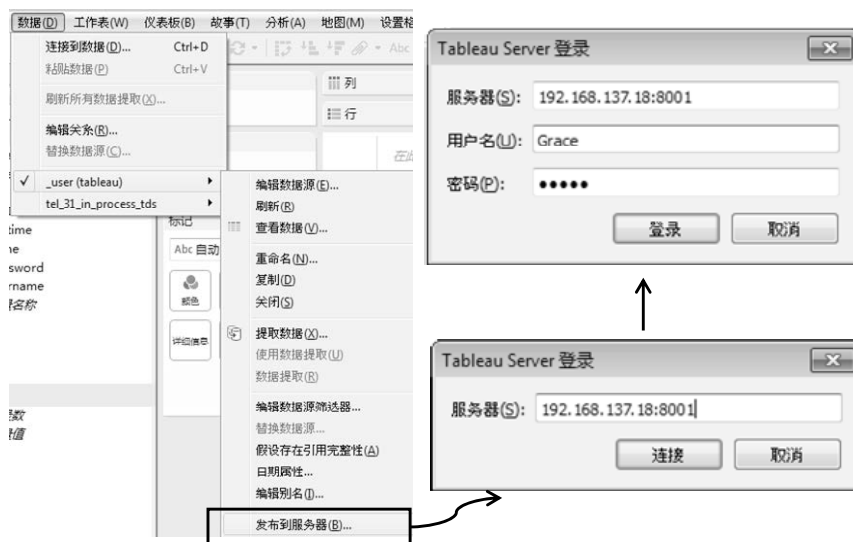 数据(D) 工作表(W) 仪表板(B) 故事(T) 分析(A) 地图(M) 设置格
连接到数据(D)... Ctrl+D
粘贴数据(P) Ctrl+V
刷新所有数据提取(X)...
编辑关系(R)...
替换数据源(C)...
_user (tableau)
tel_31_in_process_tds
Abc
列
行
time
sword
rname
名称
标记
Abc 自动
颜色
详细信息
编辑数据源(E)...
刷新(R)
查看数据(V)...
重命名(N)...
复制(D)
关闭(S)
提取数据(X)...
使用数据提取(U)
数据提取(R)
编辑数据源筛选器...
替换数据源...
假设存在引用完整性(A)
日期属性...
编辑别名(I)...
发布到服务器(B)...
Tableau Server 登录
服务器(S): 192.168.137.18:8001
用户名(U): Grace
密码(P): •••••
登录 取消
Tableau Server 登录
服务器(S): 192.168.137.18:8001
连接 取消